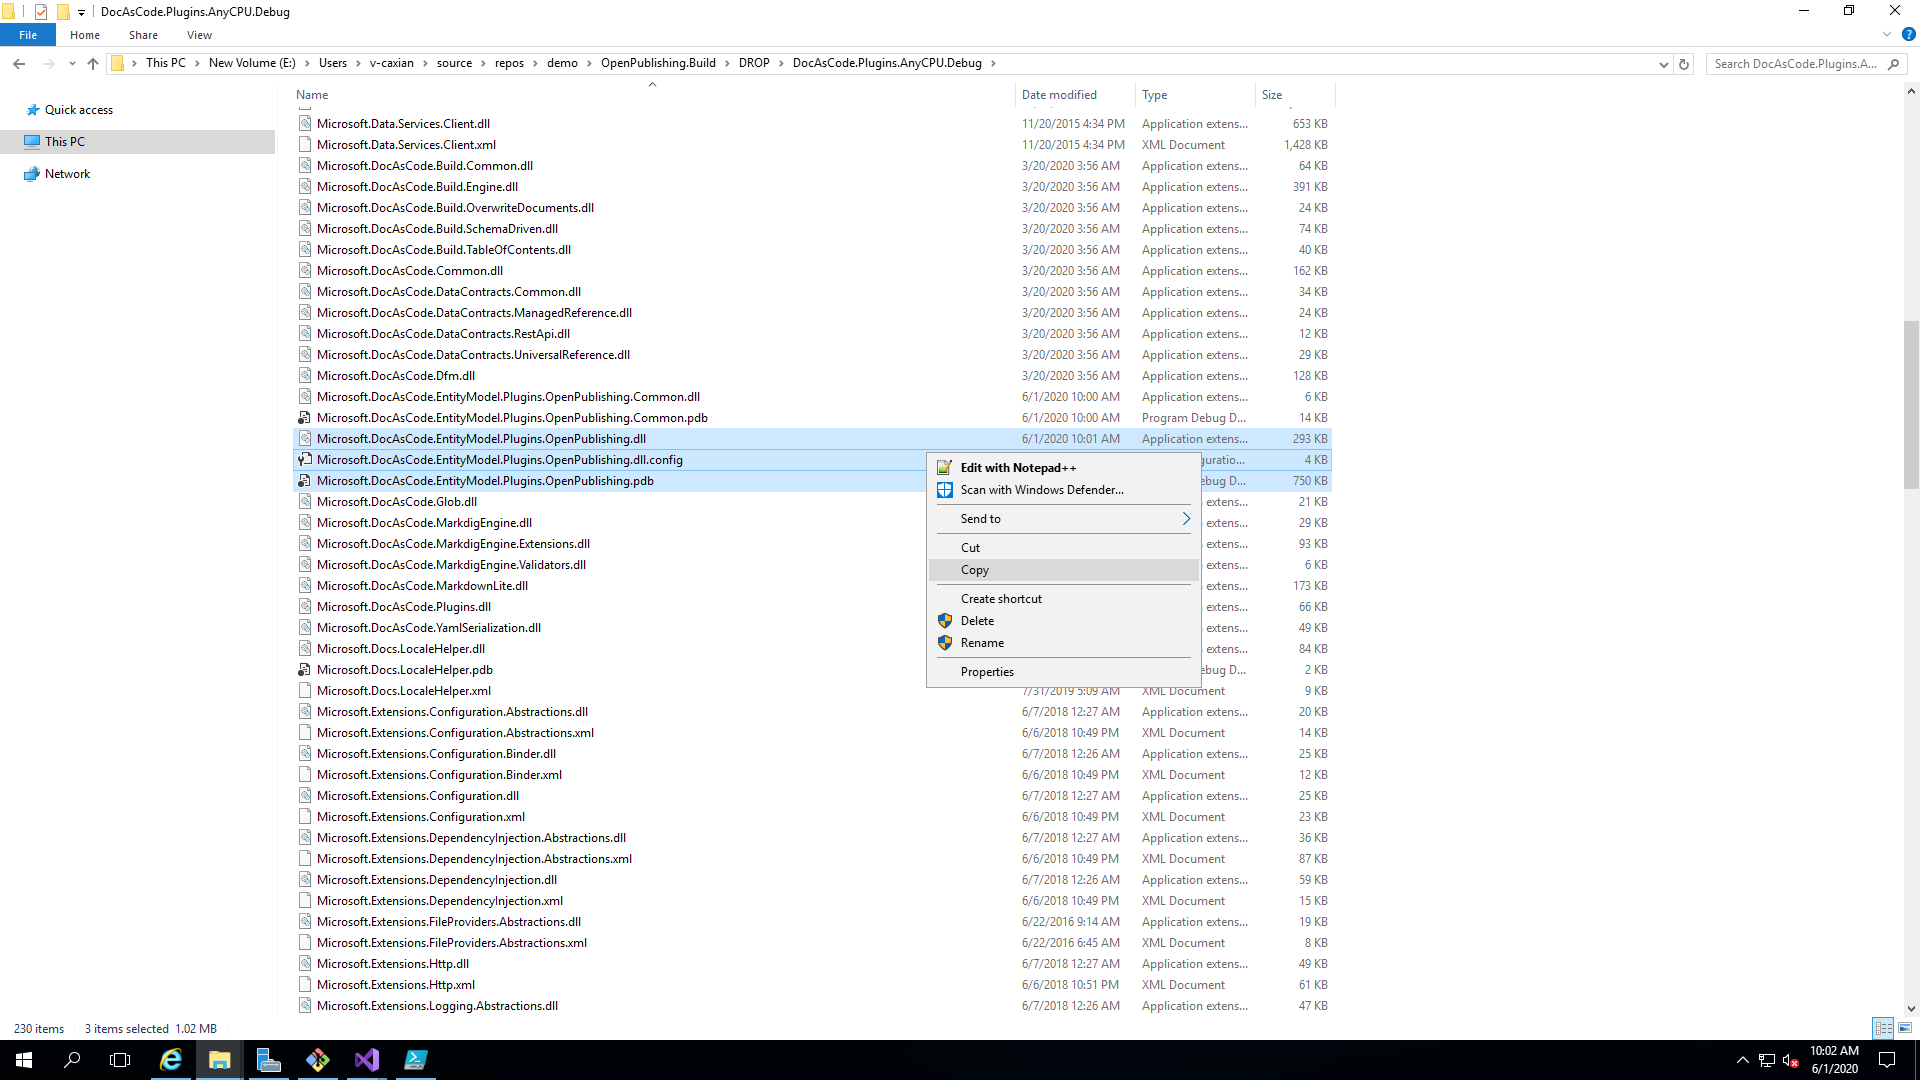 DocAsCode.Plugins.AnyCPU.Debug
File Home Share View
This PC New Volume (E:) Users v-caxian source repos demo OpenPublishing.Build DROP DocAsCode.Plugins.AnyCPU.Debug
Search DocAsCode.Plugins.A...
Quick access
This PC
Network
Name Date modified Type Size
Microsoft.Data.Services.Client.dll 11/20/2015 4:34 PM Application extens... 653 KB
Microsoft.Data.Services.Client.xml 11/20/2015 4:34 PM XML Document 1,428 KB
Microsoft.DocAsCode.Build.Common.dll 3/20/2020 3:56 AM Application extens... 64 KB
Microsoft.DocAsCode.Build.Engine.dll 3/20/2020 3:56 AM Application extens... 391 KB
Microsoft.DocAsCode.Build.OverwriteDocuments.dll 3/20/2020 3:56 AM Application extens... 24 KB
Microsoft.DocAsCode.Build.SchemaDriven.dll 3/20/2020 3:56 AM Application extens... 74 KB
Microsoft.DocAsCode.Build.TableOfContents.dll 3/20/2020 3:56 AM Application extens... 40 KB
Microsoft.DocAsCode.Common.dll 3/20/2020 3:56 AM Application extens... 162 KB
Microsoft.DocAsCode.DataContracts.Common.dll 3/20/2020 3:56 AM Application extens... 34 KB
Microsoft.DocAsCode.DataContracts.ManagedReference.dll 3/20/2020 3:56 AM Application extens... 24 KB
Microsoft.DocAsCode.DataContracts.RestApi.dll 3/20/2020 3:56 AM Application extens... 12 KB
Microsoft.DocAsCode.DataContracts.UniversalReference.dll 3/20/2020 3:56 AM Application extens... 29 KB
Microsoft.DocAsCode.Dfm.dll 3/20/2020 3:56 AM Application extens... 128 KB
Microsoft.DocAsCode.EntityModel.Plugins.OpenPublishing.Common.dll 6/1/2020 10:00 AM Application extens... 6 KB
Microsoft.DocAsCode.EntityModel.Plugins.OpenPublishing.Common.pdb 6/1/2020 10:00 AM Program Debug D... 14 KB
Microsoft.DocAsCode.EntityModel.Plugins.OpenPublishing.dll 6/1/2020 10:01 AM Application extens... 293 KB
Microsoft.DocAsCode.EntityModel.Plugins.OpenPublishing.dll.config guratio... 4 KB
Microsoft.DocAsCode.EntityModel.Plugins.OpenPublishing.pdb ebug D... 750 KB
Microsoft.DocAsCode.Glob.dll extens... 21 KB
Microsoft.DocAsCode.MarkdigEngine.dll extens... 29 KB
Microsoft.DocAsCode.MarkdigEngine.Extensions.dll extens... 93 KB
Microsoft.DocAsCode.MarkdigEngine.Validators.dll extens... 6 KB
Microsoft.DocAsCode.MarkdownLite.dll extens... 173 KB
Microsoft.DocAsCode.Plugins.dll extens... 66 KB
Microsoft.DocAsCode.YamlSerialization.dll extens... 49 KB
Microsoft.Docs.LocaleHelper.dll extens... 84 KB
Microsoft.Docs.LocaleHelper.pdb ebug D... 2 KB
Microsoft.Docs.LocaleHelper.xml 7/31/2019 5:09 AM XML Document 9 KB
Microsoft.Extensions.Configuration.Abstractions.dll 6/7/2018 12:27 AM Application extens... 20 KB
Microsoft.Extensions.Configuration.Abstractions.xml 6/6/2018 10:49 PM XML Document 14 KB
Microsoft.Extensions.Configuration.Binder.dll 6/7/2018 12:26 AM Application extens... 25 KB
Microsoft.Extensions.Configuration.Binder.xml 6/6/2018 10:49 PM XML Document 12 KB
Microsoft.Extensions.Configuration.dll 6/7/2018 12:27 AM Application extens... 25 KB
Microsoft.Extensions.Configuration.xml 6/6/2018 10:49 PM XML Document 23 KB
Microsoft.Extensions.DependencyInjection.Abstractions.dll 6/7/2018 12:27 AM Application extens... 36 KB
Microsoft.Extensions.DependencyInjection.Abstractions.xml 6/6/2018 10:49 PM XML Document 87 KB
Microsoft.Extensions.DependencyInjection.dll 6/7/2018 12:26 AM Application extens... 59 KB
Microsoft.Extensions.DependencyInjection.xml 6/6/2018 10:49 PM XML Document 15 KB
Microsoft.Extensions.FileProviders.Abstractions.dll 6/22/2016 9:14 AM Application extens... 19 KB
Microsoft.Extensions.FileProviders.Abstractions.xml 6/22/2016 6:45 AM XML Document 8 KB
Microsoft.Extensions.Http.dll 6/7/2018 12:27 AM Application extens... 49 KB
Microsoft.Extensions.Http.xml 6/6/2018 10:51 PM XML Document 61 KB
Microsoft.Extensions.Logging.Abstractions.dll 6/7/2018 12:26 AM Application extens... 47 KB
Edit with Notepad++
Scan with Windows Defender...
Send to
Cut
Copy
Create shortcut
Delete
Rename
Properties
230 items 3 items selected 1.02 MB
10:02 AM
6/1/2020